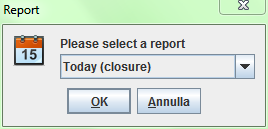 Report
15
Please select a report
Today (closure)
OK
Annulla